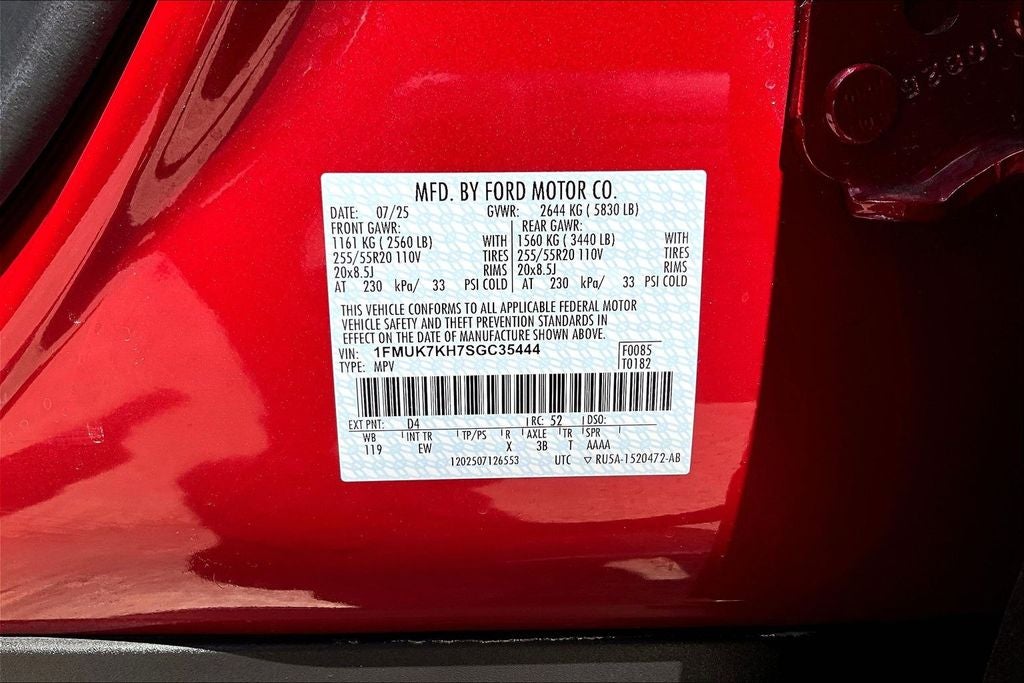 MFD. BY FORD MOTOR CO.
DATE: 07/25 GVWR: 2644 KG ( 5830 LB)
FRONT GAWR: REAR GAWR:
1161 KG ( 2560 LB) WITH 1560 KG ( 3440 LB) WITH
255/55R20 110V TIRES 255/55R20 110V TIRES
20x8.5J RIMS 20x8.5J RIMS
AT 230 kPa/ 33 PSI COLD AT 230 kPa/ 33 PSI COLD
THIS VEHICLE CONFORMS TO ALL APPLICABLE FEDERAL MOTOR
VEHICLE SAFETY AND THEFT PREVENTION STANDARDS IN
EFFECT ON THE DATE OF MANUFACTURE SHOWN ABOVE.
VIN: 1FMUK7KH7SGC35444 F0085
TYPE: MPV T0182
EXT PNT: D4 RC: 52 DSO:
WB INT TR TP/PS R AXLE TR SPR
119 EW X 3B T AAAA
1202507126553 UTC ▽ RU5A-1520472-AB